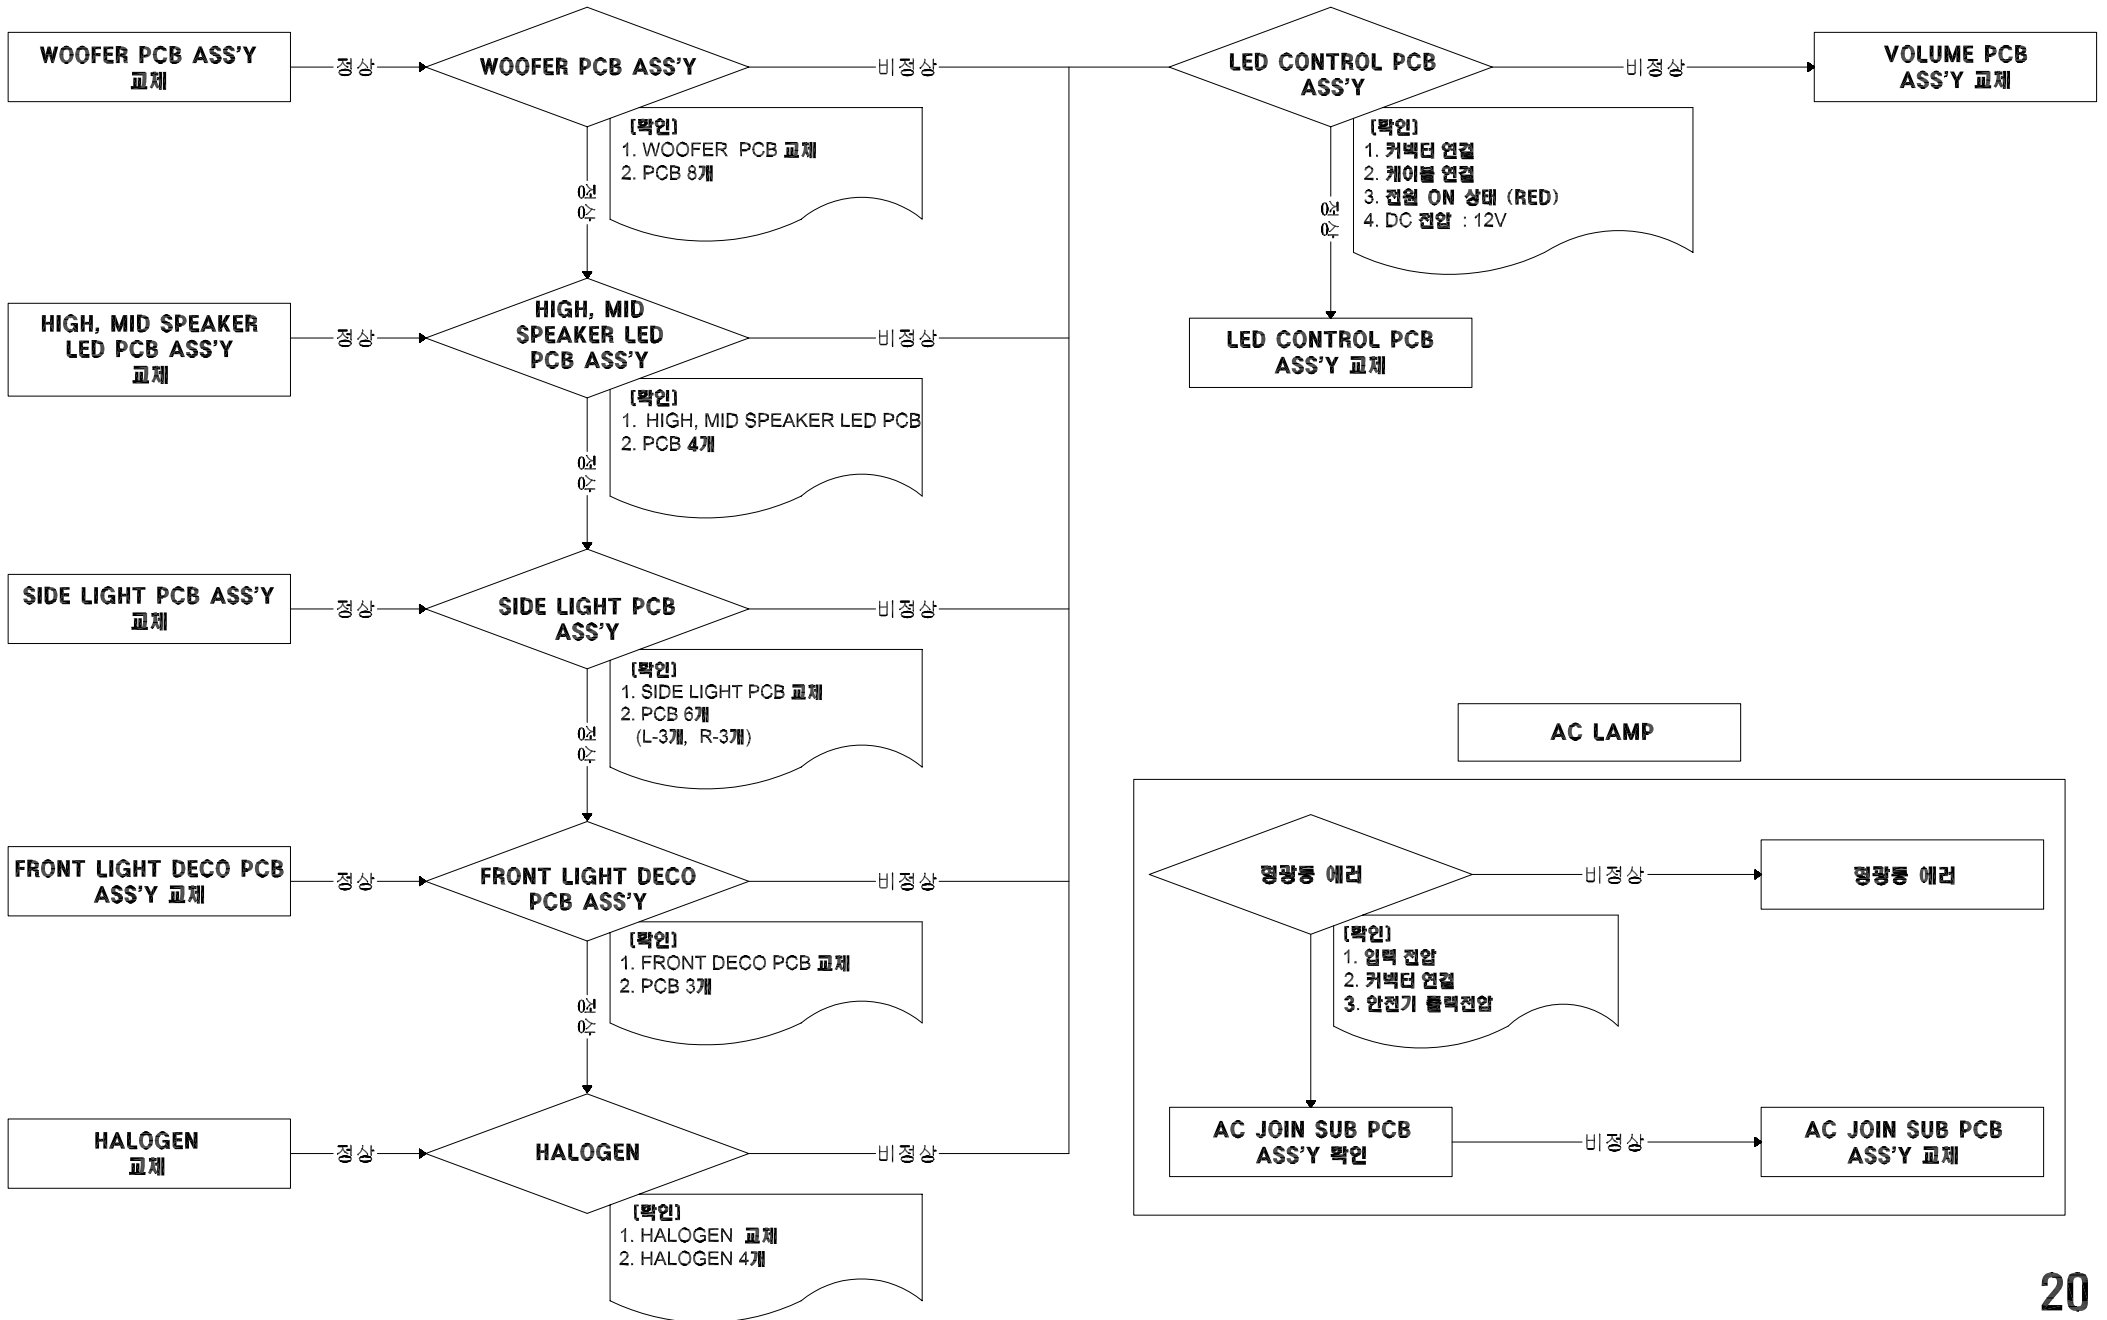 WOOFER PCB ASS'Y
교체
정상
WOOFER PCB ASS'Y
비정상
[확인]
1. WOOFER PCB 교체
2. PCB 8개
정상
HIGH, MID SPEAKER
LED PCB ASS'Y
교체
정상
HIGH, MID
SPEAKER LED
PCB ASS'Y
비정상
[확인]
1. HIGH, MID SPEAKER LED PCB
2. PCB 4개
정상
SIDE LIGHT PCB ASS'Y
교체
정상
SIDE LIGHT PCB
ASS'Y
비정상
[확인]
1. SIDE LIGHT PCB 교체
2. PCB 6개
(L-3개, R-3개)
정상
FRONT LIGHT DECO PCB
ASS'Y 교체
정상
FRONT LIGHT DECO
PCB ASS'Y
비정상
[확인]
1. FRONT DECO PCB 교체
2. PCB 3개
정상
HALOGEN
교체
정상
HALOGEN
비정상
[확인]
1. HALOGEN 교체
2. HALOGEN 4개
LED CONTROL PCB
ASS'Y
비정상
VOLUME PCB
ASS'Y 교체
[확인]
1. 커넥터 연결
2. 케이블 연결
3. 전원 ON 상태 (RED)
4. DC 전압 : 12V
정상
LED CONTROL PCB
ASS'Y 교체
AC LAMP
형광등 에러
비정상
형광등 에러
[확인]
1. 입력 전압
2. 커넥터 연결
3. 안전기 출력전압
AC JOIN SUB PCB
ASS'Y 확인
비정상
AC JOIN SUB PCB
ASS'Y 교체
20